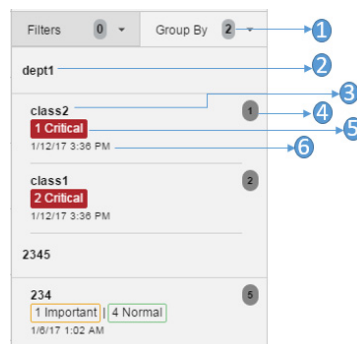 Filters 0 Group By 2 1
dept1 2
class2 1 3
4
1 Critical 5
1/12/17 3:36 PM 6
class1 2
2 Critical
1/12/17 3:36 PM
2345
234 5
1 Important | 4 Normal
1/6/17 1:02 AM